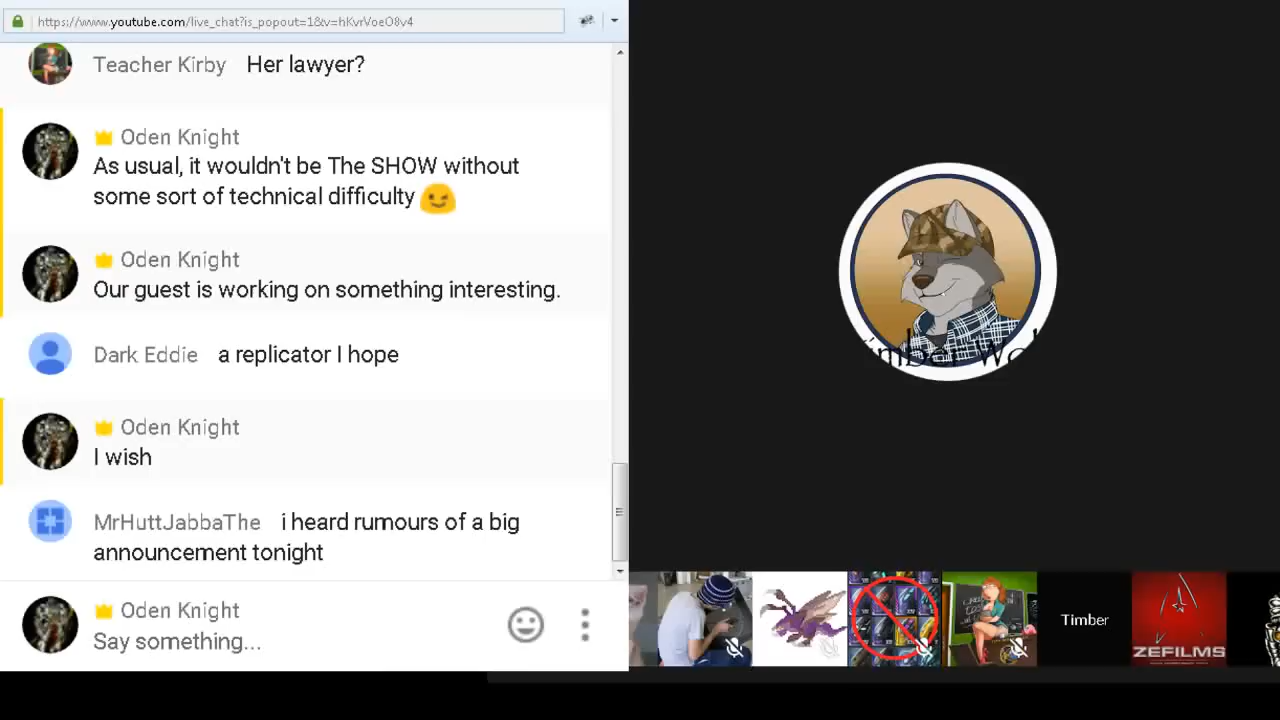 https://www.youtube.com/live_chat?is_popout=1&v=hKvrVoeO8v4
Teacher Kirby Her lawyer?
Oden Knight
As usual, it wouldn't be The SHOW without
some sort of technical difficulty
Oden Knight
Our guest is working on something interesting.
Dark Eddie a replicator I hope
Oden Knight
I wish
MrHuttJabbaThe i heard rumours of a big
announcement tonight
Oden Knight
Say something...
Timber
ZEFILMS